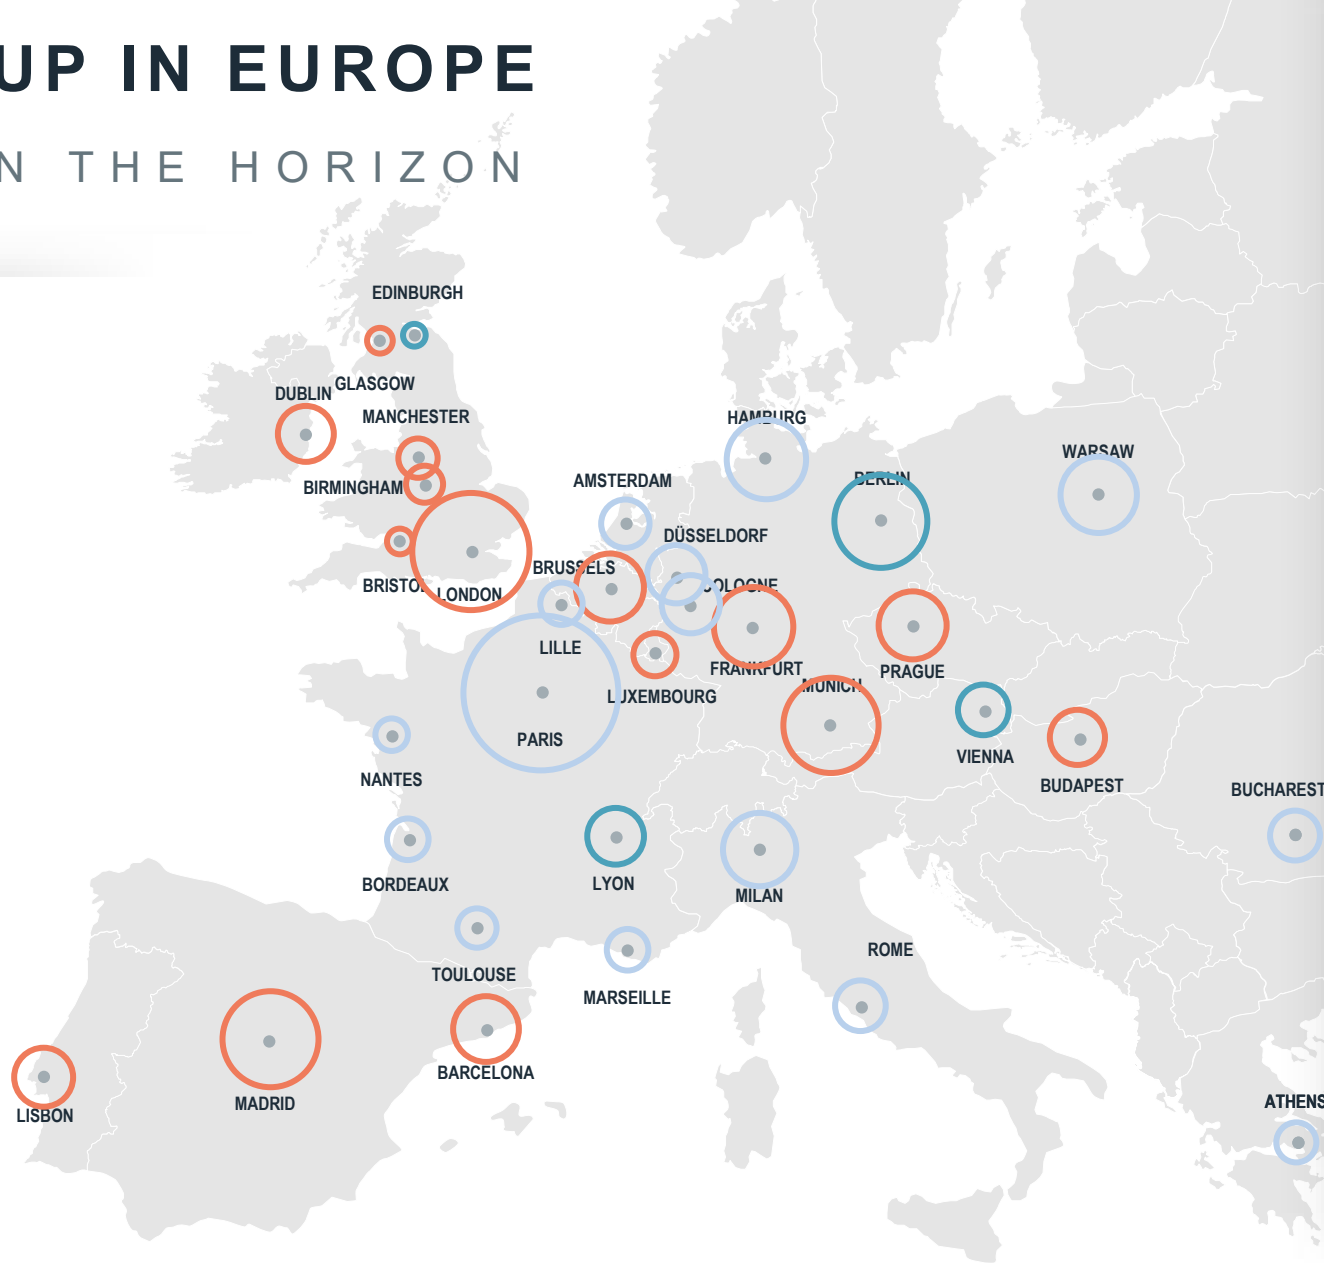 UP IN EUROPE
N THE HORIZON
EDINBURGH
GLASGOW
DUBLIN
MANCHESTER
HAMBURG
WARSAW
BERLIN
AMSTERDAM
BIRMINGHAM
DÜSSELDORF
BRUSSELS
BRISTOL
LONDON
COLOGNE
LILLE
FRANKFURT
PRAGUE
MUNICH
LUXEMBOURG
PARIS
VIENNA
NANTES
BUDAPEST
BUCHAREST
BORDEAUX
LYON
MILAN
ROME
TOULOUSE
MARSEILLE
BARCELONA
MADRID
LISBON
ATHENS